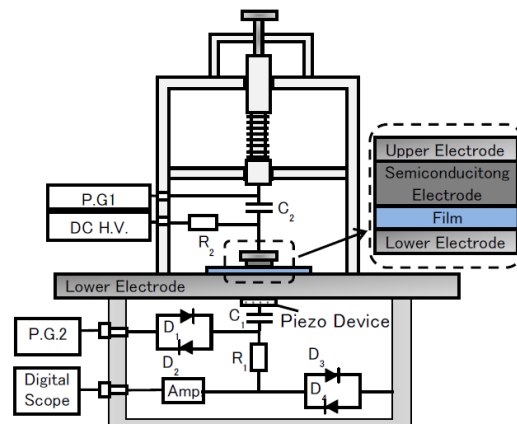 P.G1
DC H.V.
C2
R2
Upper Electrode
Semiconducitong
Electrode
Film
Lower Electrode
Lower Electrode
Piezo Device
C1
P.G.2
D1
D2
R1
D3
D4
Digital
Scope
Amp